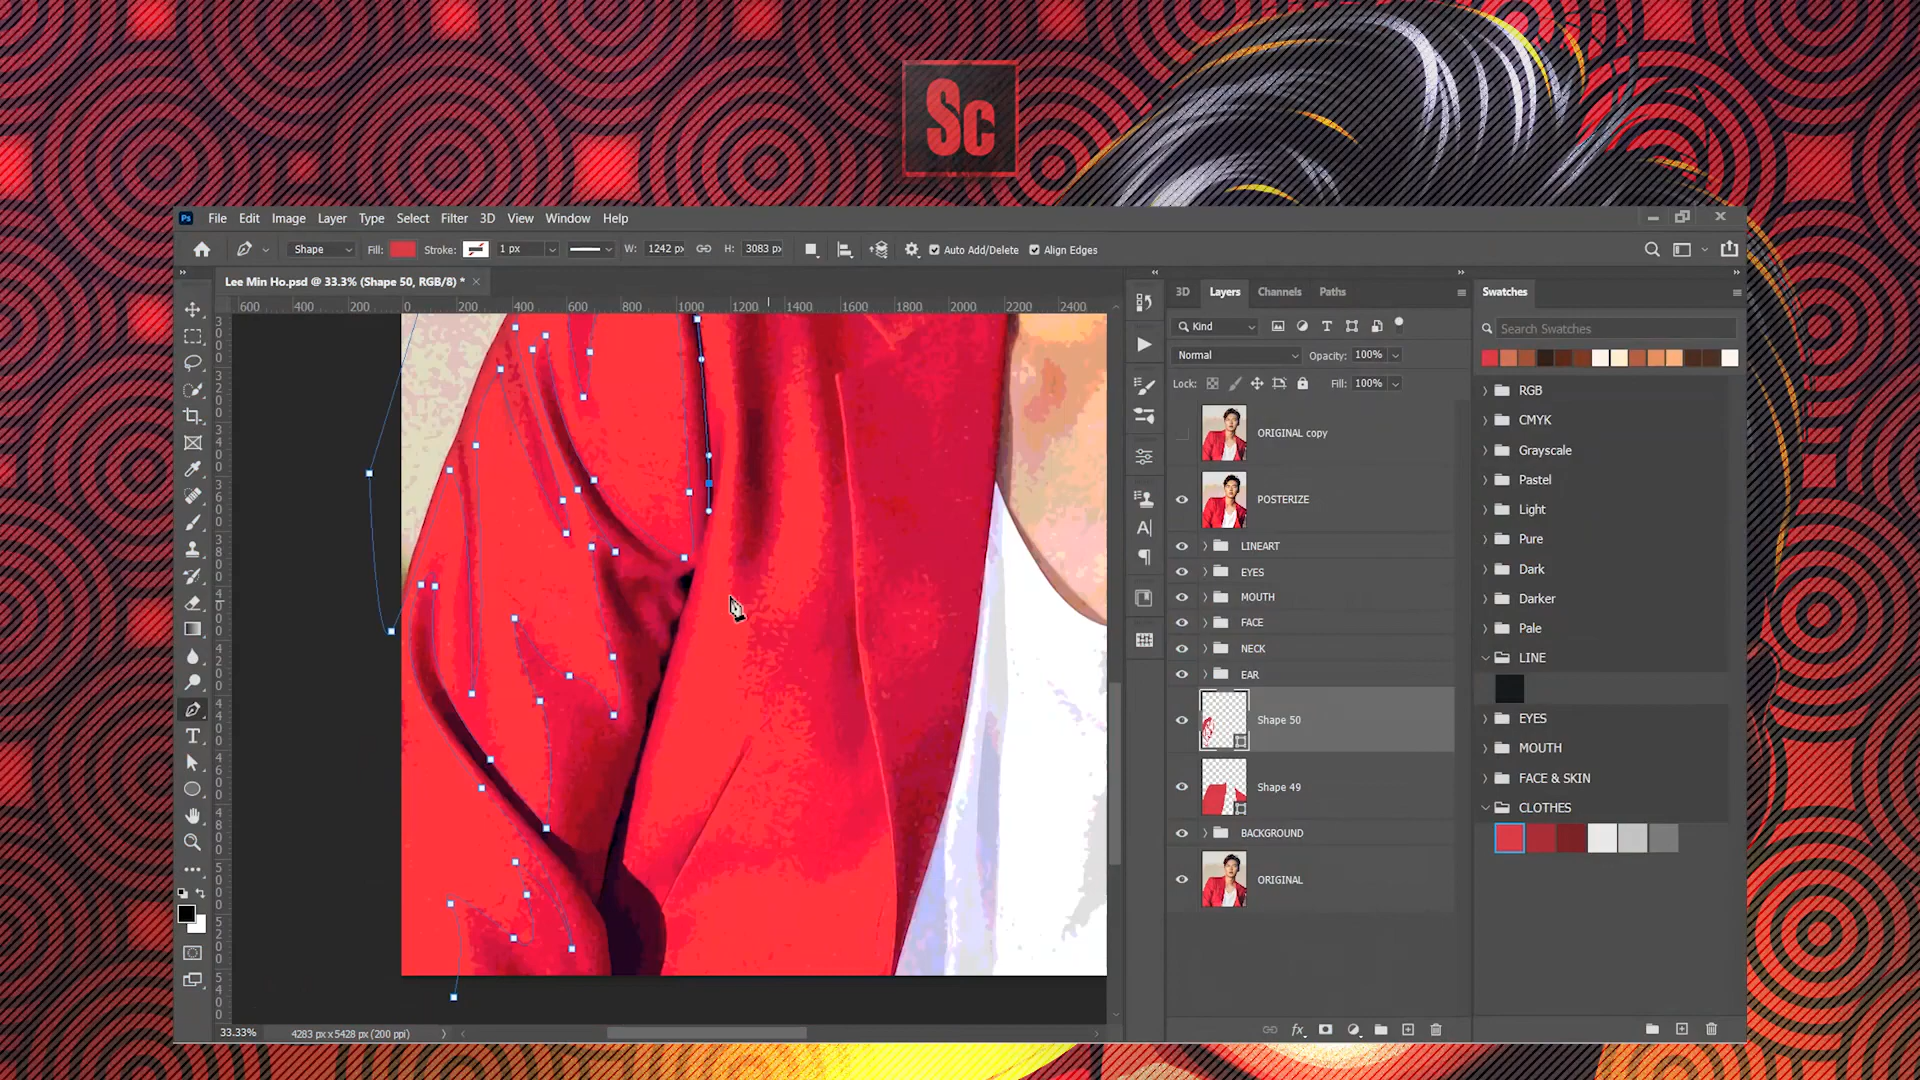 Sc
Ps File Edit Image Layer Type Select Filter 3D View Window Help
Shape Fill: Stroke: 1 px W: 1242 px H: 3083 px Auto Add/Delete Align Edges
Lee Min Ho.psd @ 33.3% (Shape 50, RGB/8) * ×
600 400 200 0 200 400 600 800 1000 1200 1400 1600 1800 2000 2200 2400
3D Layers Channels Paths
Swatches
Kind
Search Swatches
Normal Opacity: 100%
Lock: Fill: 100%
RGB
CMYK
ORIGINAL copy
Grayscale
Pastel
POSTERIZE
Light
Pure
LINEART
Dark
EYES
MOUTH
Darker
FACE
Pale
NECK
LINE
EAR
Shape 50
EYES
MOUTH
FACE & SKIN
Shape 49
CLOTHES
BACKGROUND
ORIGINAL
33.33% 4283 px x 5428 px (200 ppi)
fx